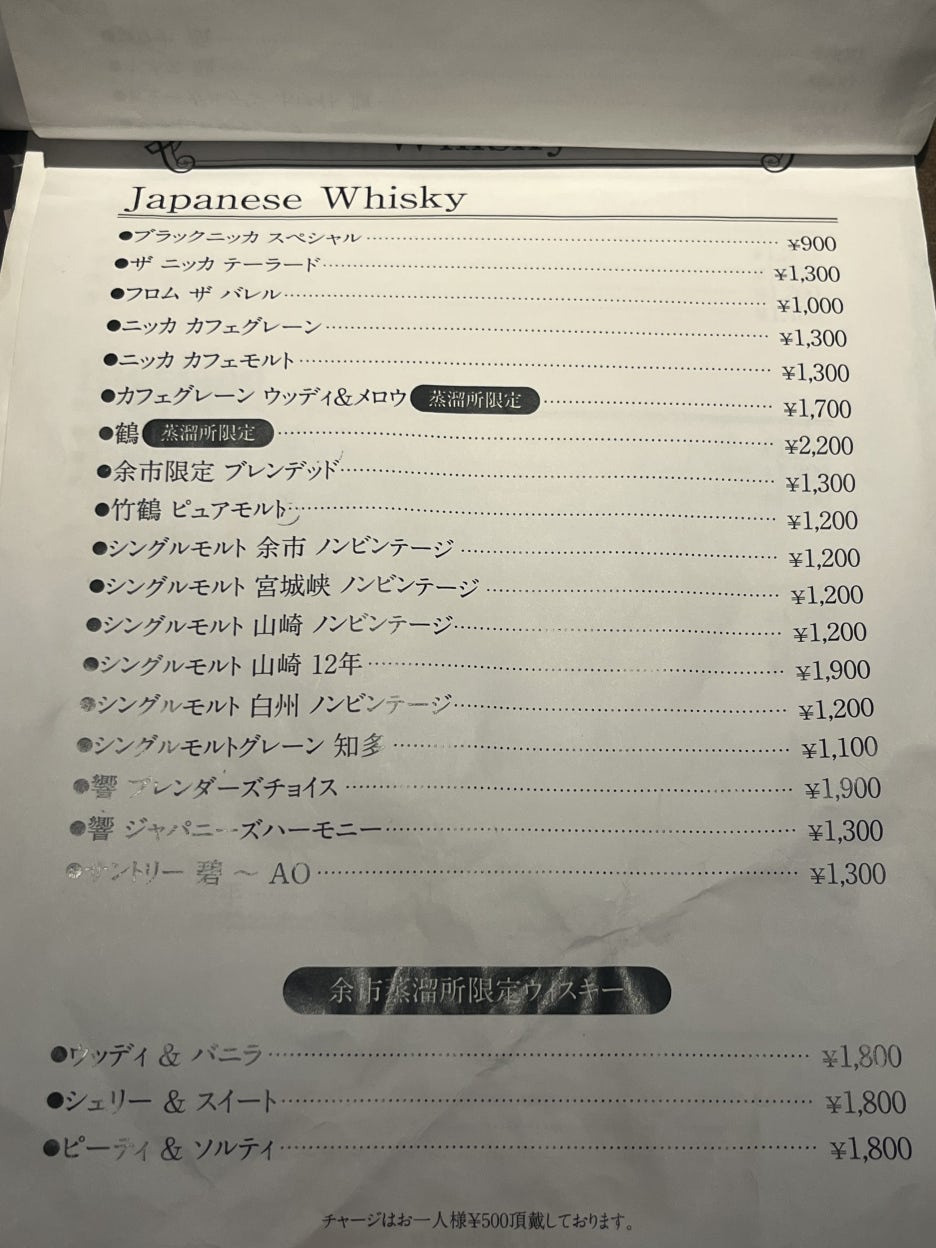 Whisky
Japanese Whisky
●ブラックニッカ スペシャル ¥900
●ザ ニッカ テーラード ¥1,300
●フロム ザ バレル ¥1,000
●ニッカ カフェグレーン ¥1,300
●ニッカ カフェモルト ¥1,300
●カフェグレーン ウッディ&メロウ 蒸溜所限定 ¥1,700
●鶴 蒸溜所限定 ¥2,200
●余市限定 ブレンデッド ¥1,300
●竹鶴 ピュアモルト ¥1,200
●シングルモルト 余市 ノンビンテージ ¥1,200
●シングルモルト 宮城峡 ノンビンテージ ¥1,200
●シングルモルト 山崎 ノンビンテージ ¥1,200
●シングルモルト 山崎 12年 ¥1,900
●シングルモルト 白州 ノンビンテージ ¥1,200
●シングルモルトグレーン 知多 ¥1,100
●響 ブレンダーズチョイス ¥1,900
●響 ジャパニーズハーモニー ¥1,300
●サントリー 碧 ～ AO ¥1,300
余市蒸溜所限定ウィスキー
●ウッディ & バニラ ¥1,800
●シェリー & スイート ¥1,800
●ピーティ & ソルティ ¥1,800
チャージはお一人様¥500頂戴しております。